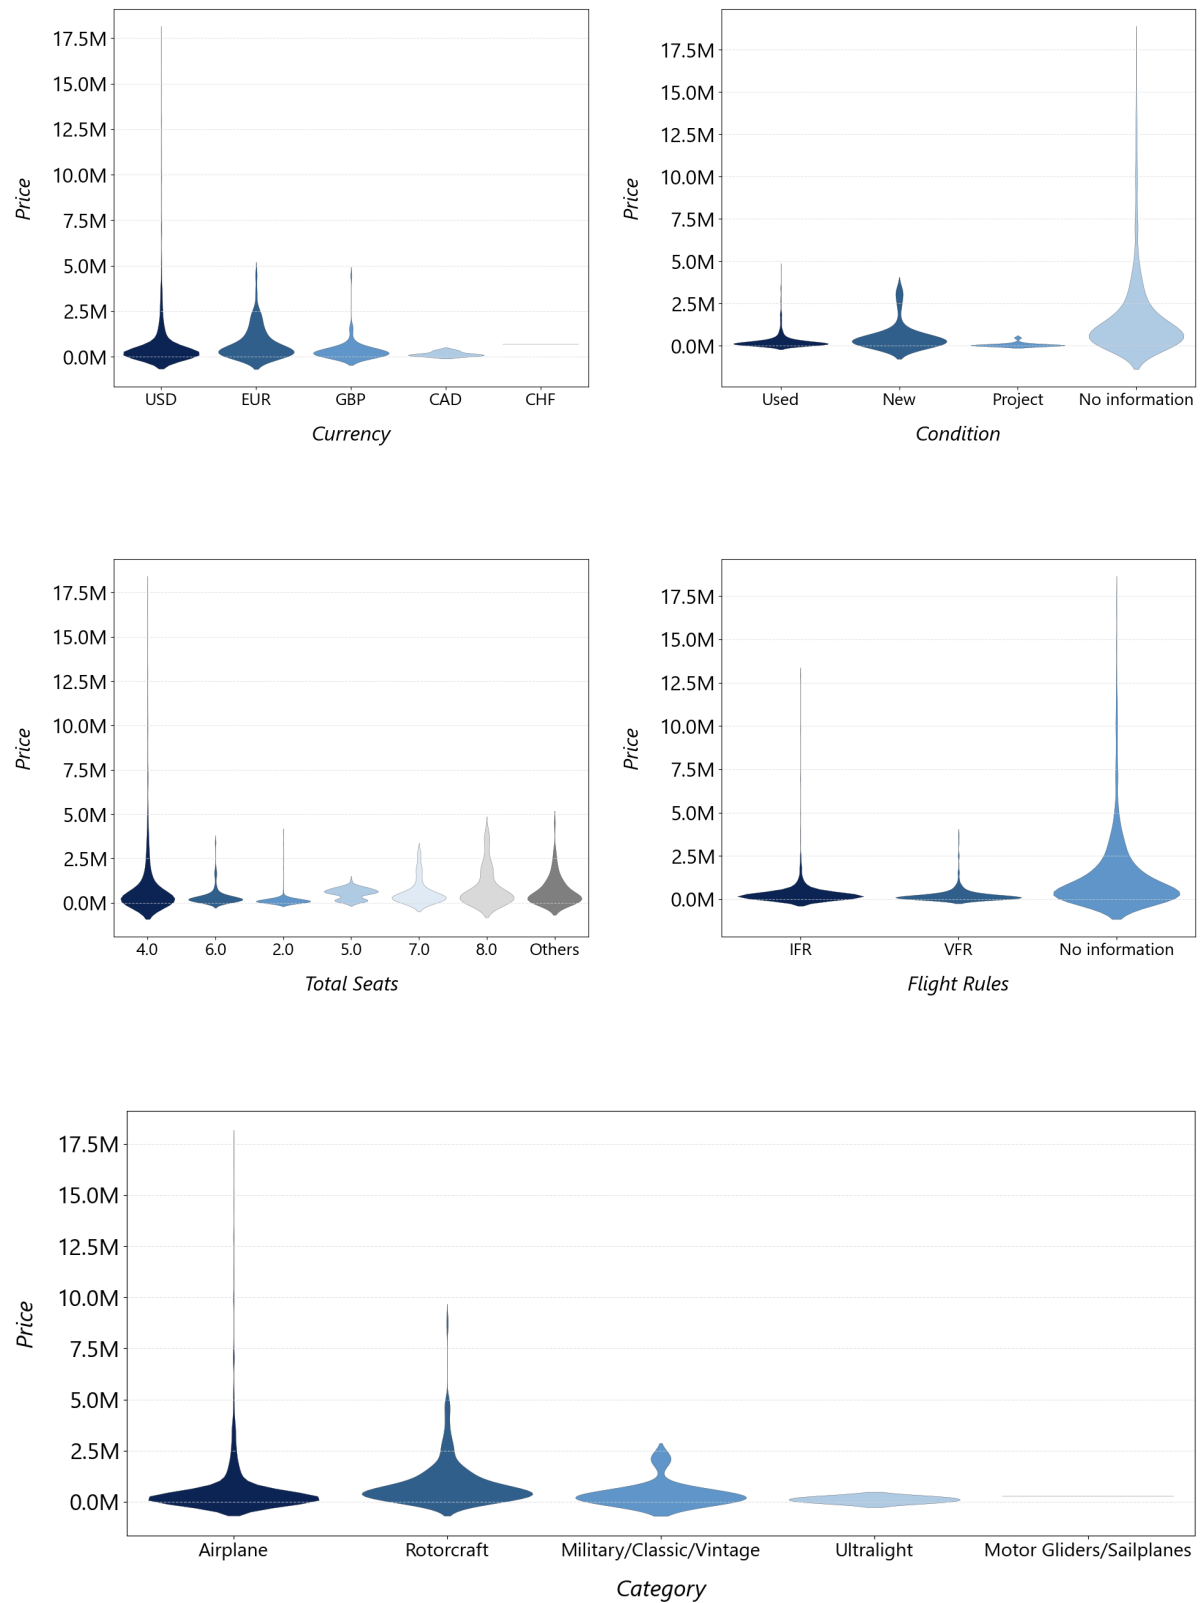 Price
17.5M
15.0M
12.5M
10.0M
7.5M
5.0M
2.5M
0.0M
USD EUR GBP CAD CHF
Currency
Price
17.5M
15.0M
12.5M
10.0M
7.5M
5.0M
2.5M
0.0M
Used New Project No information
Condition
Price
17.5M
15.0M
12.5M
10.0M
7.5M
5.0M
2.5M
0.0M
4.0 6.0 2.0 5.0 7.0 8.0 Others
Total Seats
Price
17.5M
15.0M
12.5M
10.0M
7.5M
5.0M
2.5M
0.0M
IFR VFR No information
Flight Rules
Price
17.5M
15.0M
12.5M
10.0M
7.5M
5.0M
2.5M
0.0M
Airplane Rotorcraft Military/Classic/Vintage Ultralight Motor Gliders/Sailplanes
Category